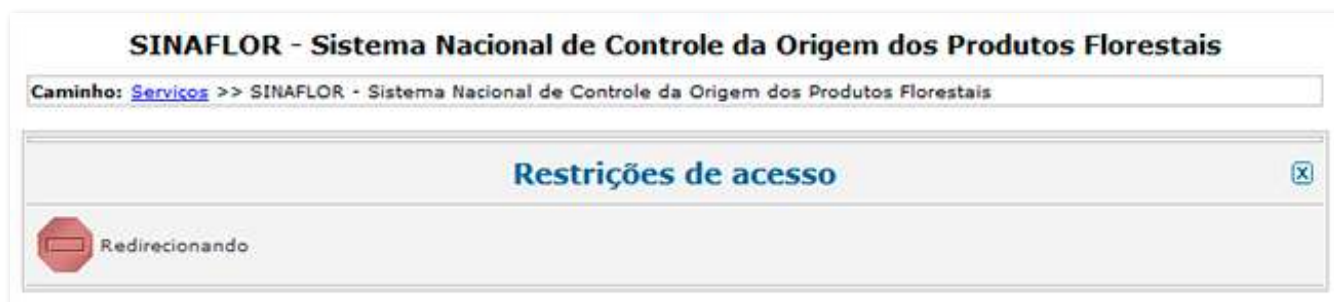 SINAFLOR - Sistema Nacional de Controle da Origem dos Produtos Florestais
Caminho: Serviços >> SINAFLOR - Sistema Nacional de Controle da Origem dos Produtos Florestais
Restrições de acesso
Redirecionando